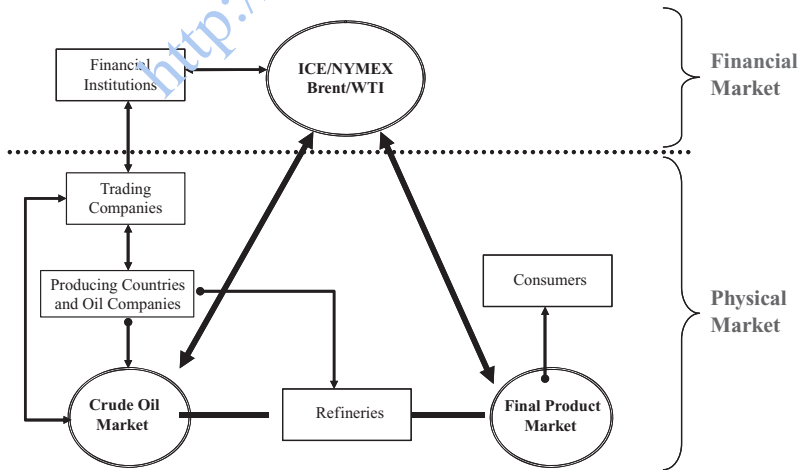 http:/
Financial
Institutions
ICE/NYMEX
Brent/WTI
Financial
Market
Trading
Companies
Producing Countries
and Oil Companies
Consumers
Physical
Market
Crude Oil
Market
Refineries
Final Product
Market